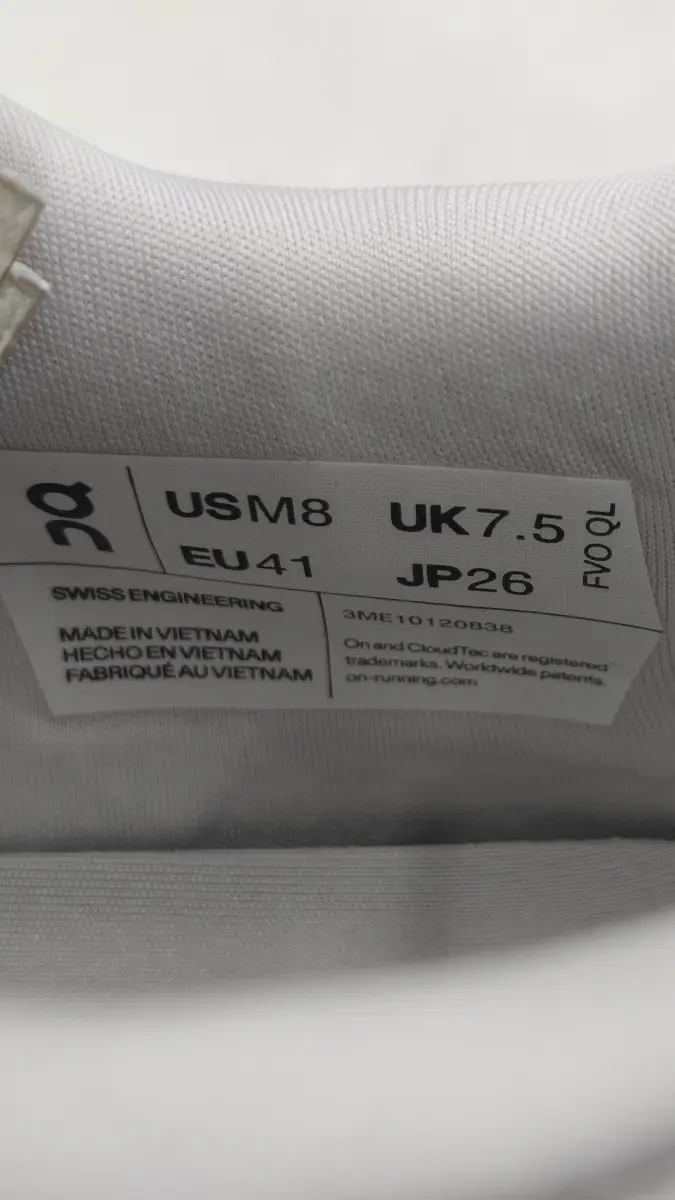 USM8 UK7.5
EU41 JP26
FVO QL
SWISS ENGINEERING
MADE IN VIETNAM
HECHO EN VIETNAM
FABRIQUÉ AU VIETNAM
3ME10120838
On and CloudTec are registered
trademarks. Worldwide patents.
on-running.com